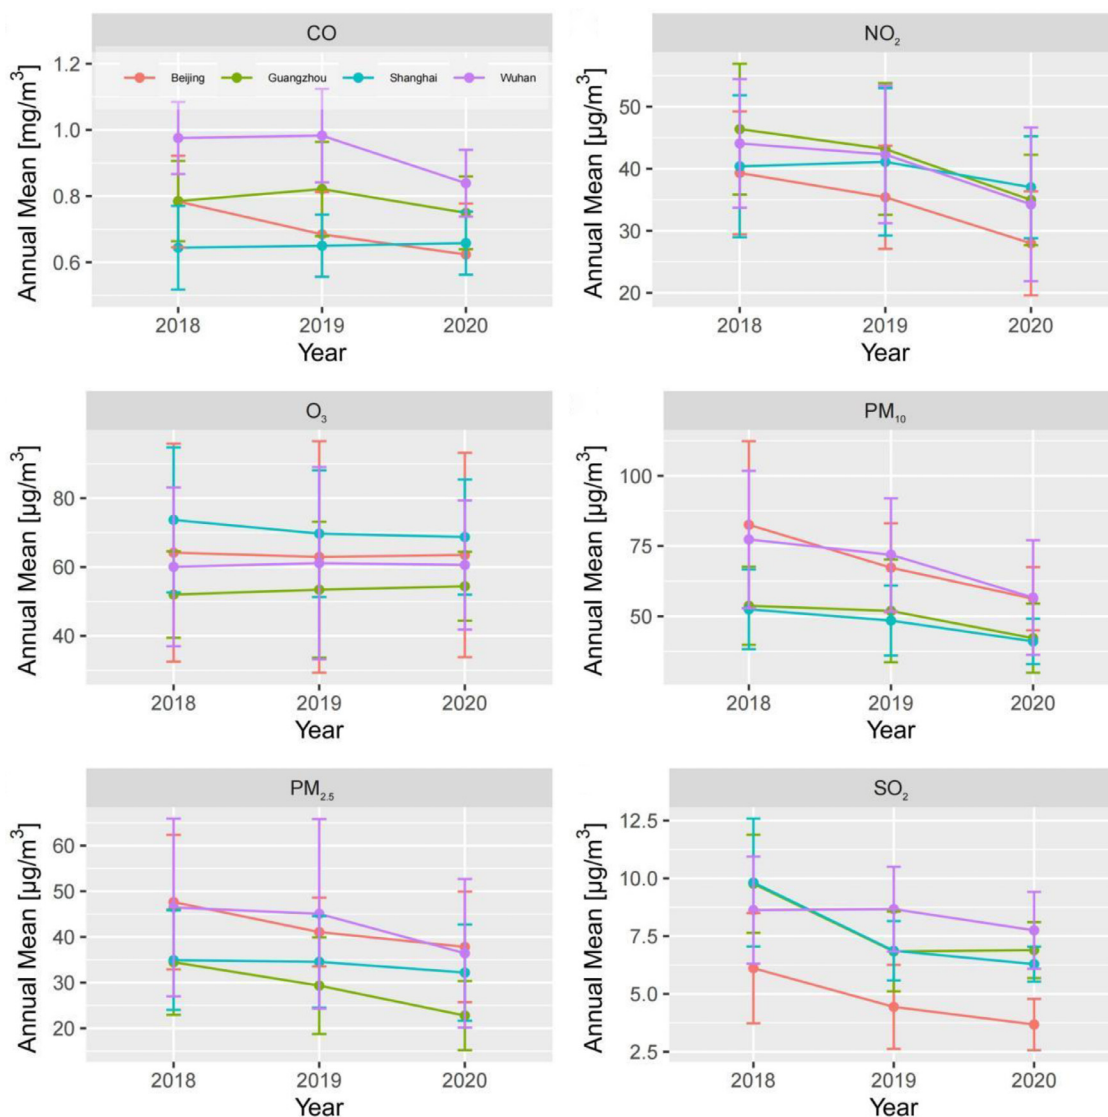 CO
Annual Mean [mg/m³]
1.2
1.0
0.8
0.6
Beijing Guangzhou Shanghai Wuhan
2018 2019 2020
Year
NO₂
Annual Mean [µg/m³]
50
40
30
20
2018 2019 2020
Year
O₃
Annual Mean [µg/m³]
80
60
40
2018 2019 2020
Year
PM₁₀
Annual Mean [µg/m³]
100
75
50
2018 2019 2020
Year
PM₂.₅
Annual Mean [µg/m³]
60
50
40
30
20
2018 2019 2020
Year
SO₂
Annual Mean [µg/m³]
12.5
10.0
7.5
5.0
2.5
2018 2019 2020
Year